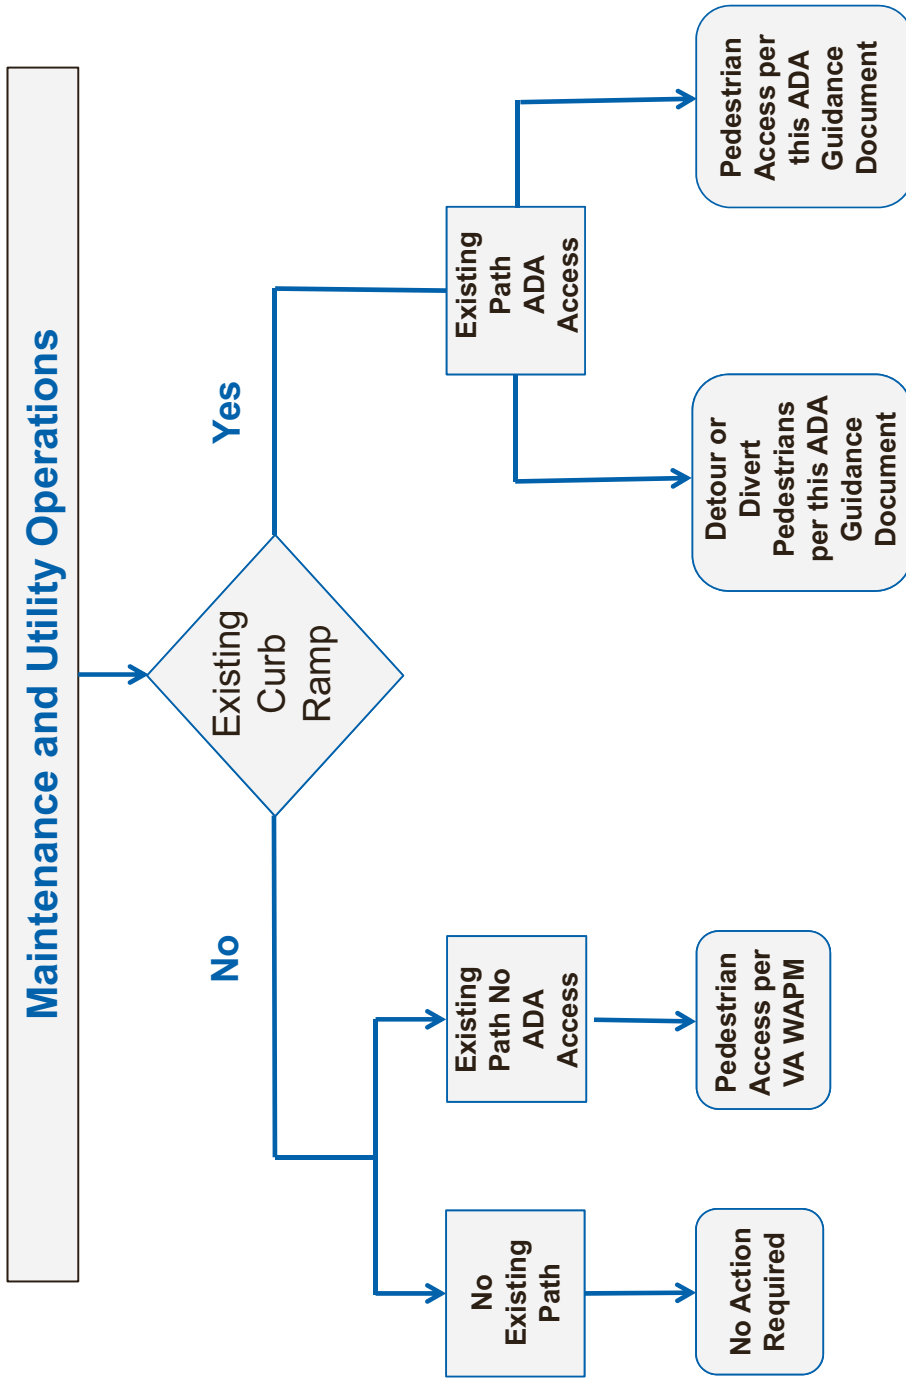 Maintenance and Utility Operations
Existing
Curb
Ramp
No
Yes
No
Existing
Path
Existing
Path No
ADA
Access
Existing
Path
ADA
Access
No Action
Required
Pedestrian
Access per
VA WAPM
Detour or
Divert
Pedestrians
per this ADA
Guidance
Document
Pedestrian
Access per
this ADA
Guidance
Document